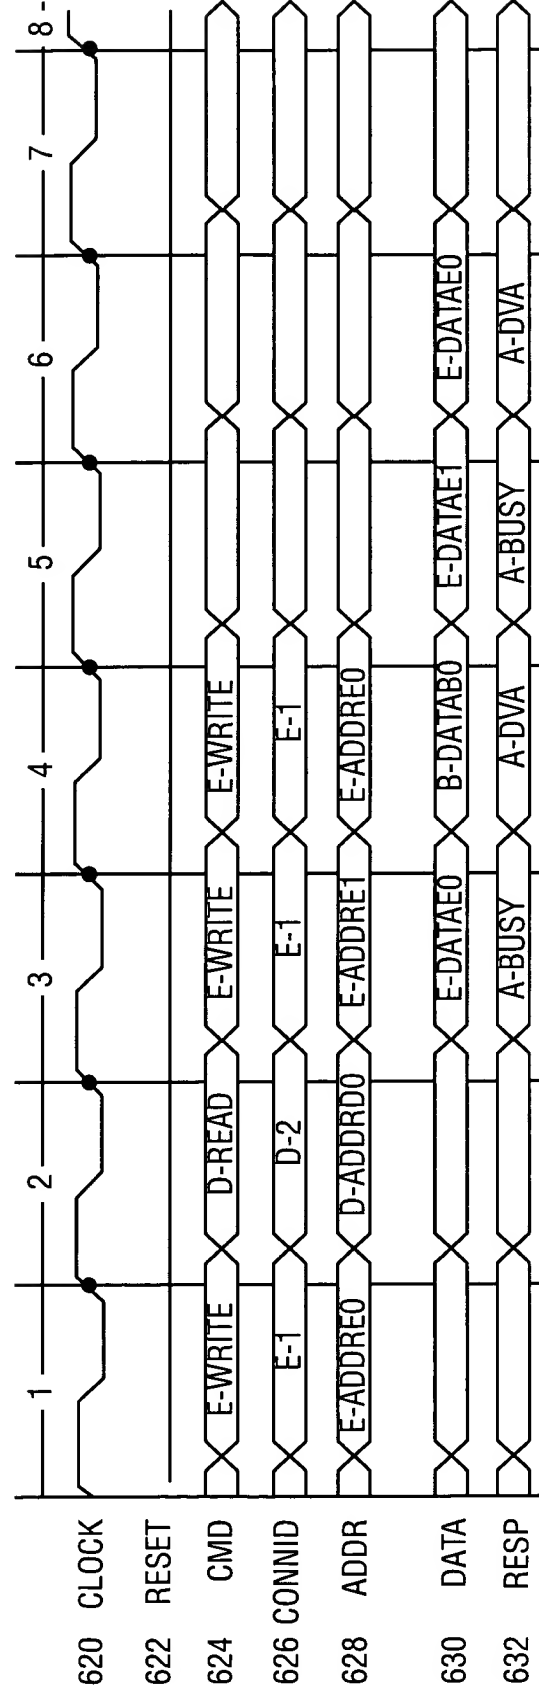 1 2 3 4 5 6 7 8
620 CLOCK
622 RESET
624 CMD E-WRITE D-READ E-WRITE E-WRITE
626 CONNID E-1 D-2 E-1 E-1
628 ADDR E-ADDRE0 D-ADDRD0 E-ADDRE1 E-ADDRE0
630 DATA E-DATAE0 B-DATAB0 E-DATAE1 E-DATAE0
632 RESP A-BUSY A-DVA A-BUSY A-DVA